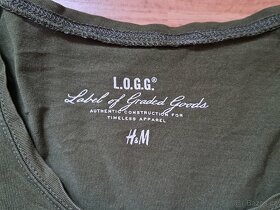 L.O.G.G.®
Label of Graded Goods
AUTHENTIC CONSTRUCTION FOR
TIMELESS APPAREL
H&M